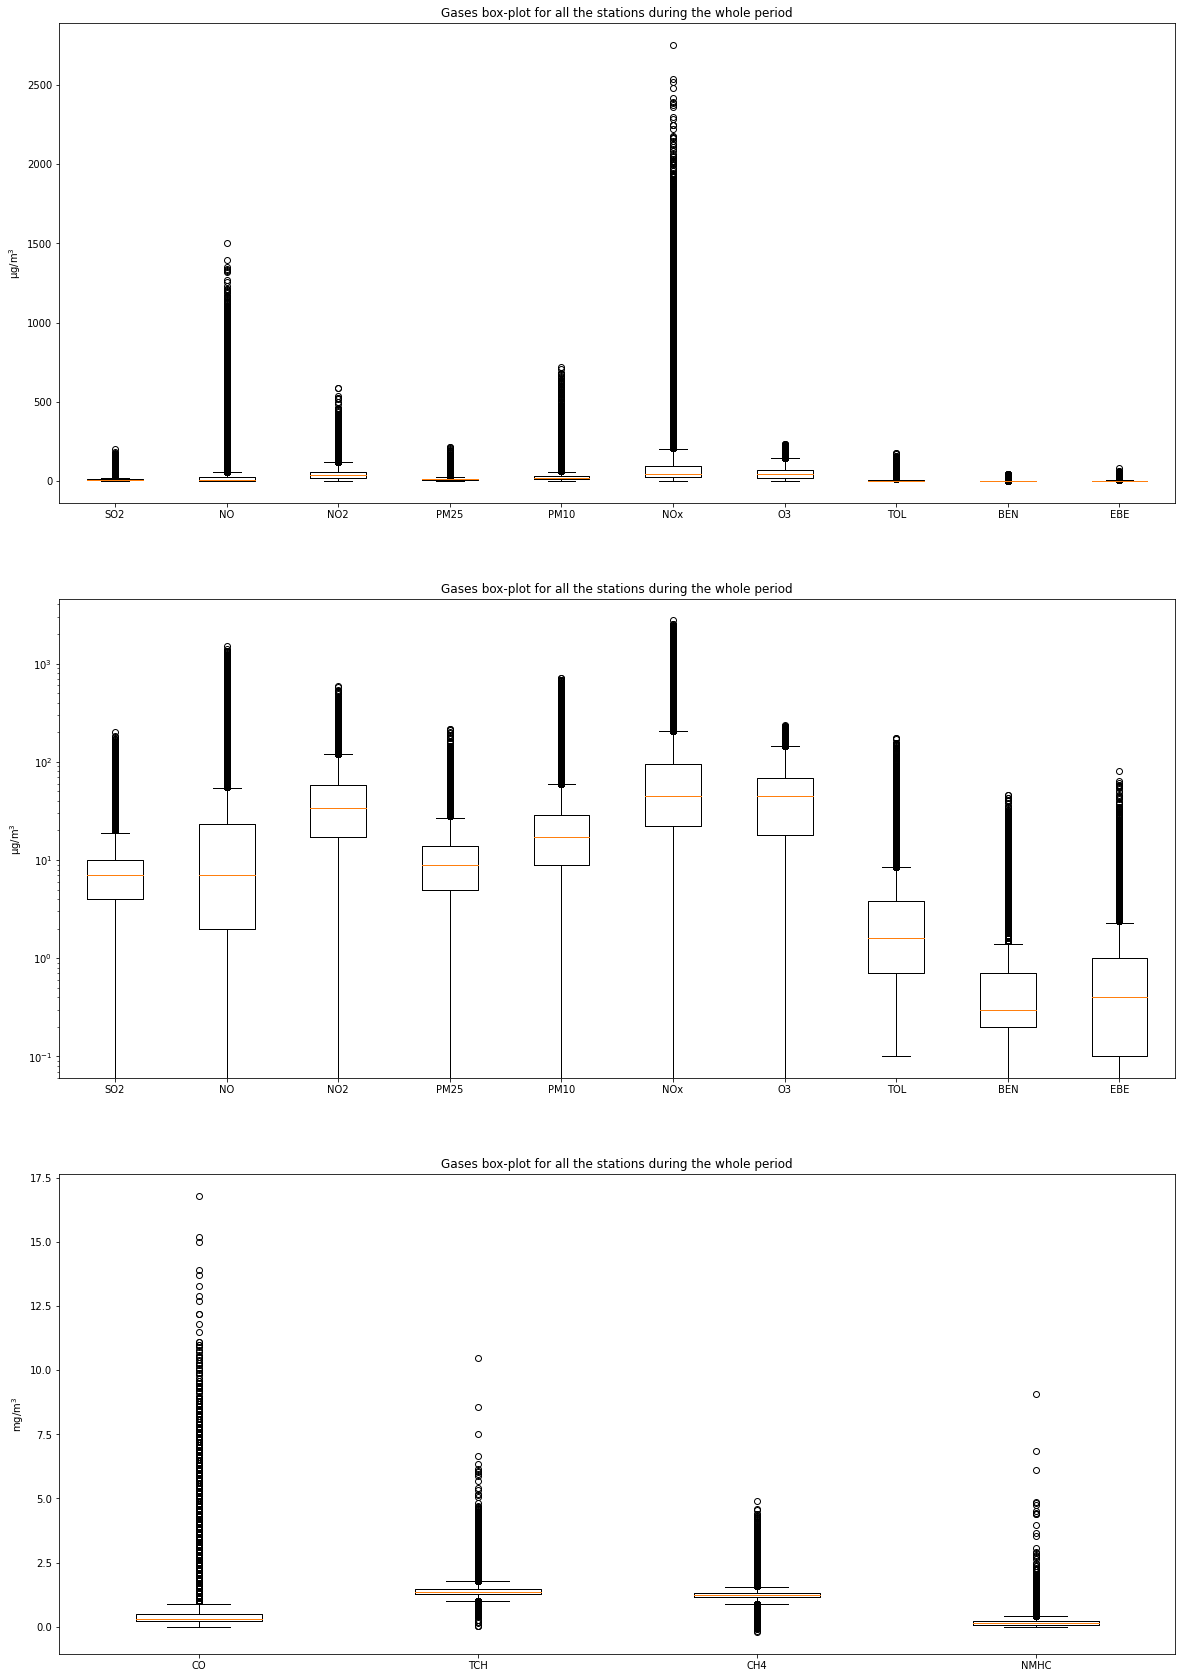 Gases box-plot for all the stations during the whole period
2500
2000
1500
1000
500
0
µg/m³
SO2 NO NO2 PM25 PM10 NOx O3 TOL BEN EBE
Gases box-plot for all the stations during the whole period
10³
10²
10¹
10⁰
10⁻¹
µg/m³
SO2 NO NO2 PM25 PM10 NOx O3 TOL BEN EBE
Gases box-plot for all the stations during the whole period
17.5
15.0
12.5
10.0
7.5
5.0
2.5
0.0
mg/m³
CO TCH CH4 NMHC